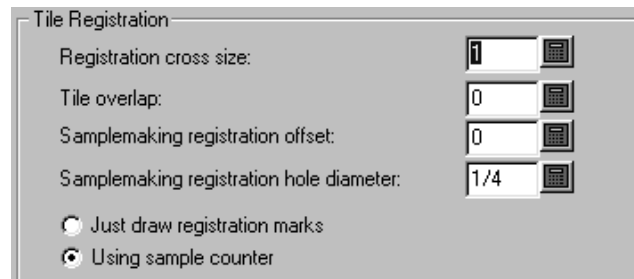 Tile Registration
Registration cross size: 1
Tile overlap: 0
Samplemaking registration offset: 0
Samplemaking registration hole diameter: 1/4
Just draw registration marks
Using sample counter